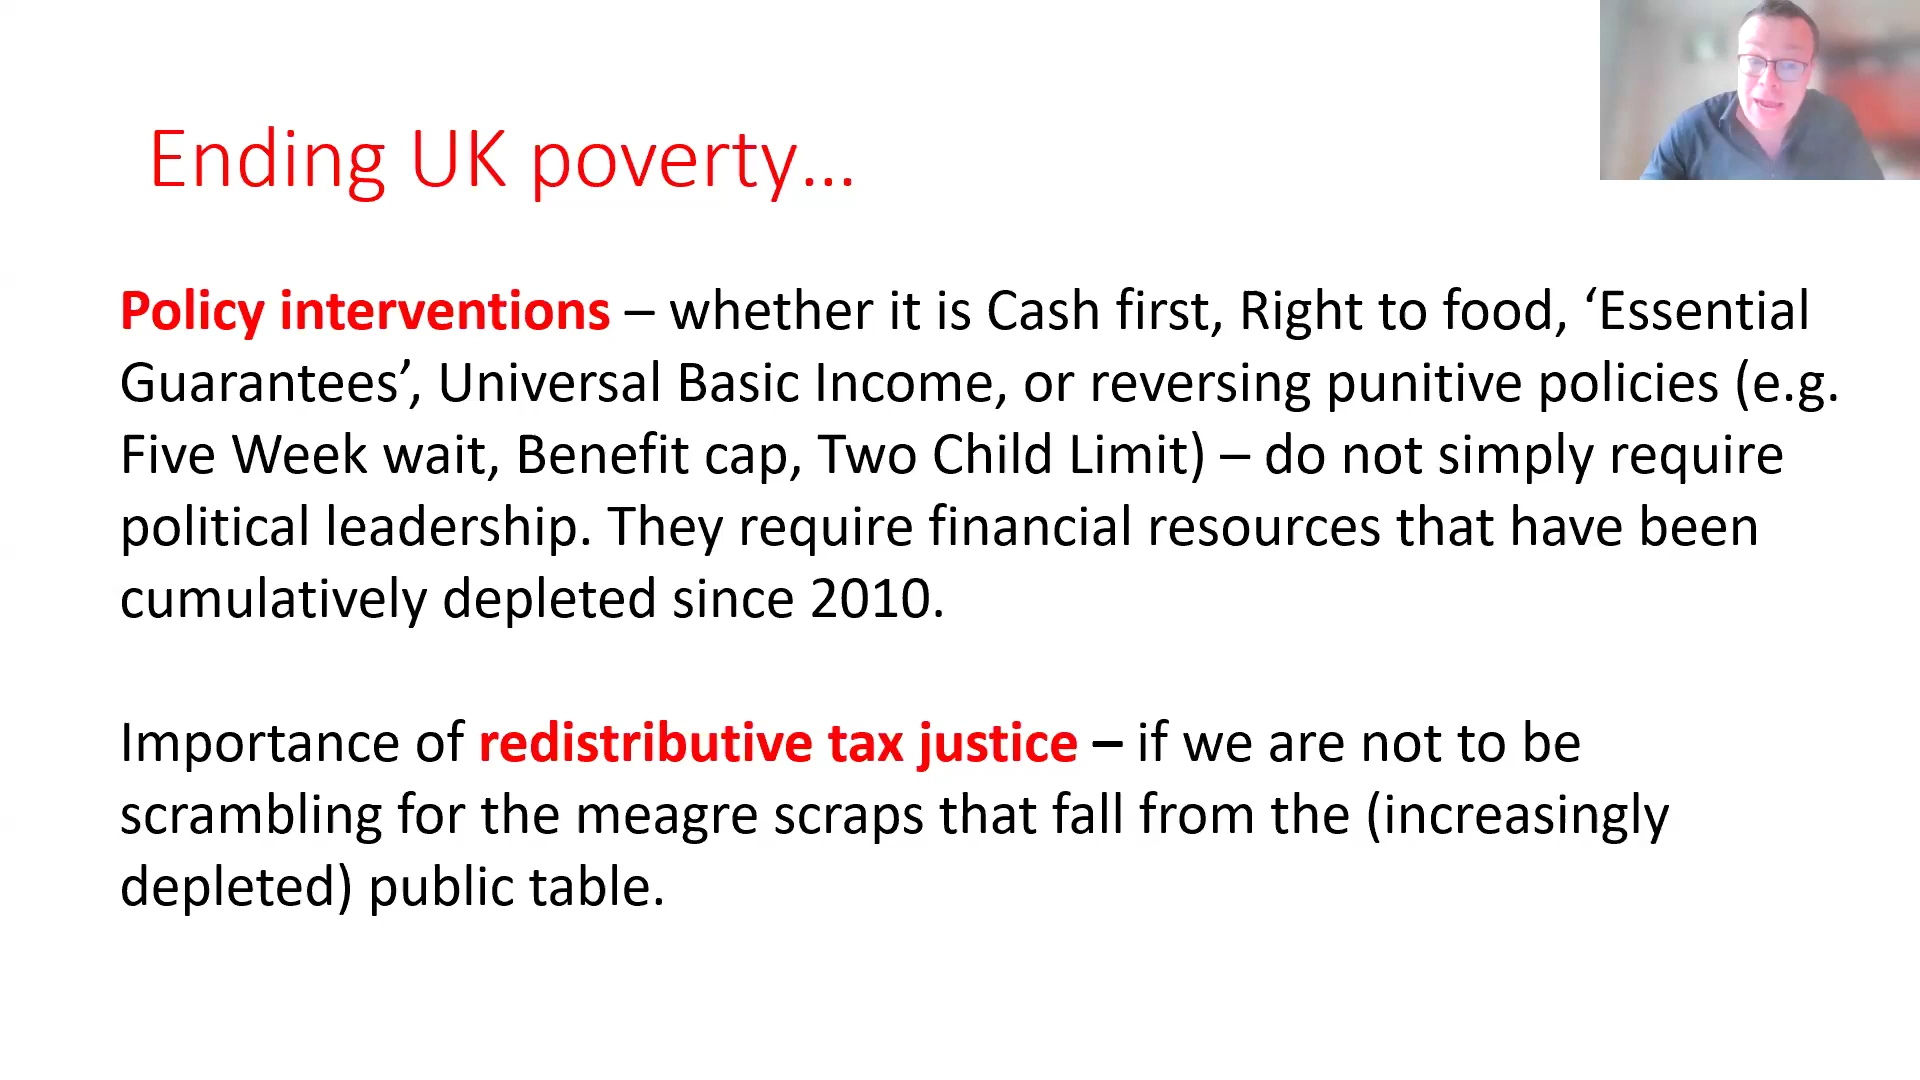 Ending UK poverty...
Policy interventions – whether it is Cash first, Right to food, ‘Essential
Guarantees’, Universal Basic Income, or reversing punitive policies (e.g.
Five Week wait, Benefit cap, Two Child Limit) – do not simply require
political leadership. They require financial resources that have been
cumulatively depleted since 2010.
Importance of redistributive tax justice – if we are not to be
scrambling for the meagre scraps that fall from the (increasingly
depleted) public table.